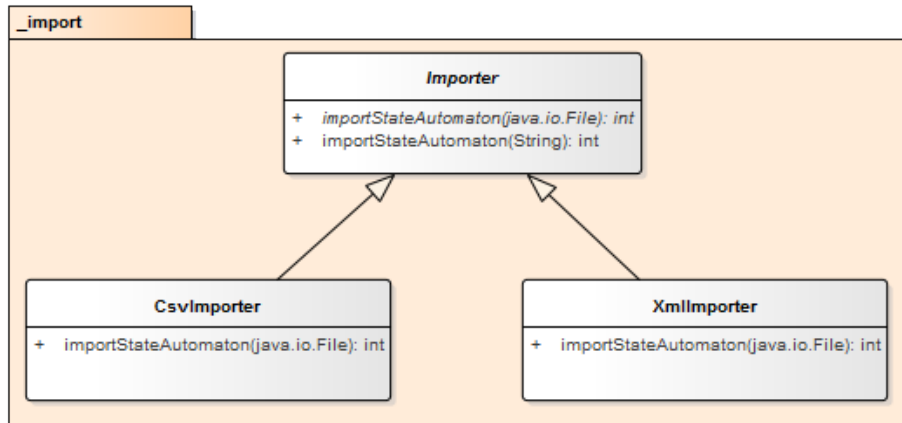 _import
Importer
+ importStateAutomaton(java.io.File): int
+ importStateAutomaton(String): int
CsvImporter
+ importStateAutomaton(java.io.File): int
XmlImporter
+ importStateAutomaton(java.io.File): int